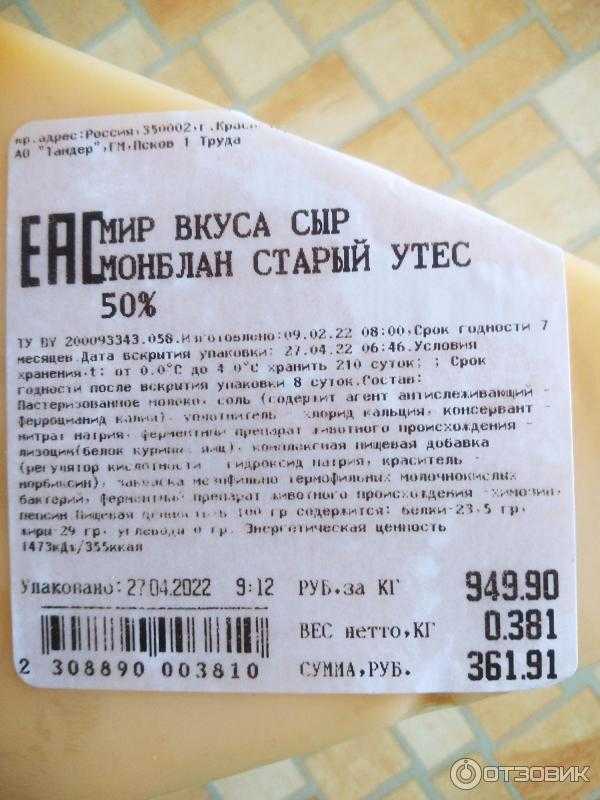 пр.адрес:Россия,350002,г.Крас
АО "Тандер",ГМ,Псков 1 Труда
EAC
МИР ВКУСА СЫР
МОНБЛАН СТАРЫЙ УТЕС
50%
ТУ BY 200093343.058.Изготовлено:09.02.22 08:00,Срок годности 7
месяцев.Дата вскрытия упаковки: 27.04.22 06:46.Условия
хранения.t: от 0.0°C до 4.0°C хранить 210 суток; ; Срок
годности после вскрытия упаковки 8 суток.Состав:
Пастеризованное молоко, соль (содержит агент антислеживающий -
ферроцианид калия), уплотнитель - хлорид кальция, консервант -
нитрат натрия, ферментный препарат животного происхождения -
лизоцим(белок куриных яиц), комплексная пищевая добавка
(регулятор кислотности - гидроксид натрия, краситель -
норбиксин), закваска мезофильно термофильных молочнокислых
бактерий, ферментный препарат животного происхождения -химозин,
пепсин Пищевая ценность в 100 гр содержится: белки-23.5 гр,
жиры 29 гр, углеводы 0 гр. Энергетическая ценность
1473кДж/355ккал
Упаковано: 27.04.2022 9:12
РУБ.за КГ 949.90
ВЕС нетто,КГ 0.381
СУММА,РУБ. 361.91
2 308890 003810
ОТЗОВИК